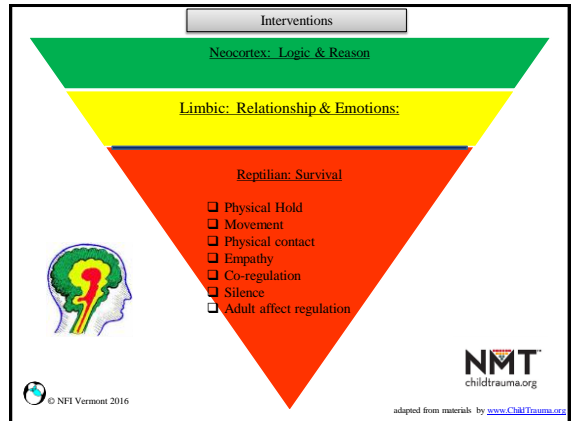 Interventions
Neocortex: Logic & Reason
Limbic: Relationship & Emotions:
Reptilian: Survival
❑ Physical Hold
❑ Movement
❑ Physical contact
❑ Empathy
❑ Co-regulation
❑ Silence
❑ Adult affect regulation
NMT™
childtrauma.org
© NFI Vermont 2016
adapted from materials by www.ChildTrauma.org